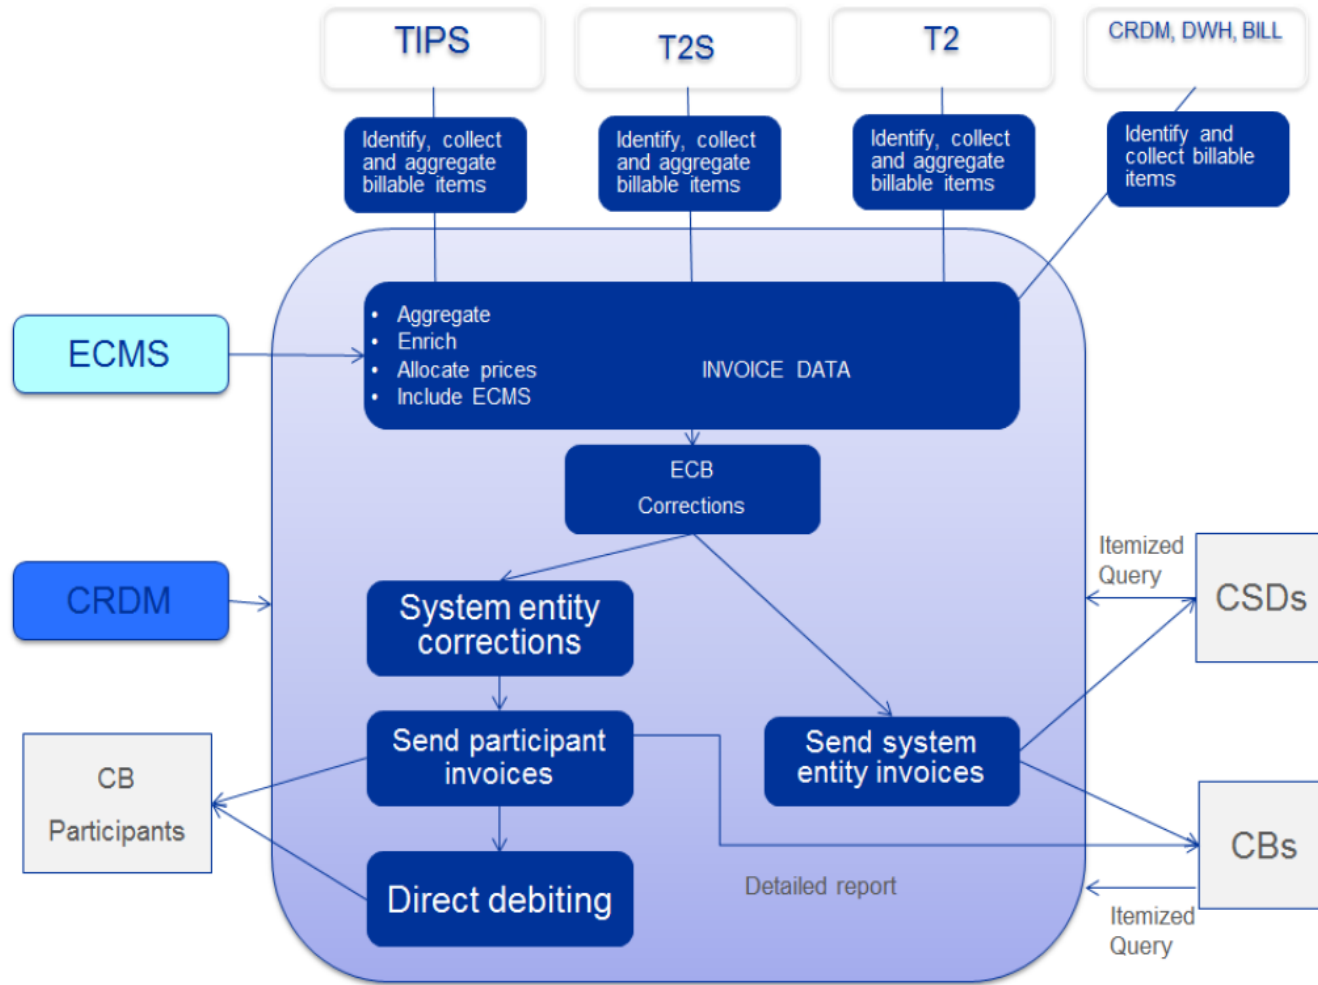 TIPS
T2S
T2
CRDM, DWH, BILL
Identify, collect
and aggregate
billable items
Identify, collect
and aggregate
billable items
Identify, collect
and aggregate
billable items
Identify and
collect billable
items
• Aggregate
• Enrich
• Allocate prices
• Include ECMS
INVOICE DATA
ECMS
ECB
Corrections
CRDM
System entity
corrections
Itemized
Query
CSDs
Send participant
invoices
Send system
entity invoices
CB
Participants
CBs
Direct debiting
Detailed report
Itemized
Query